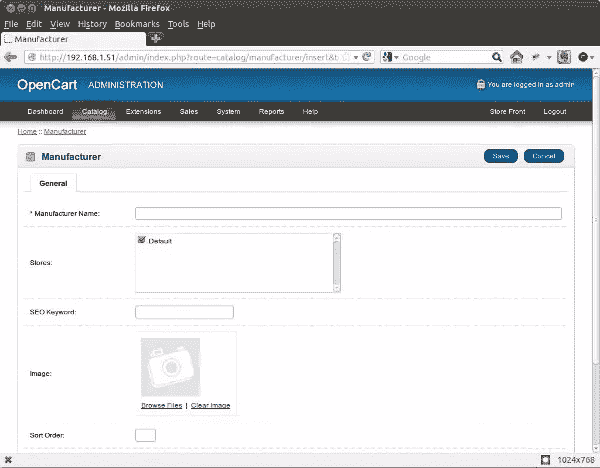 Manufacturer - Mozilla Firefox
File Edit View History Bookmarks Tools Help
Manufacturer
http://192.168.1.51/admin/index.php?route=catalog/manufacturer/insert&t
Google
OpenCart ADMINISTRATION
You are logged in as admin
Dashboard Catalog Extensions Sales System Reports Help Store Front Logout
Home :: Manufacturer
Manufacturer
Save Cancel
General
* Manufacturer Name:
Stores:
Default
SEO Keyword:
Image:
Browse Files | Clear Image
Sort Order:
1024x768